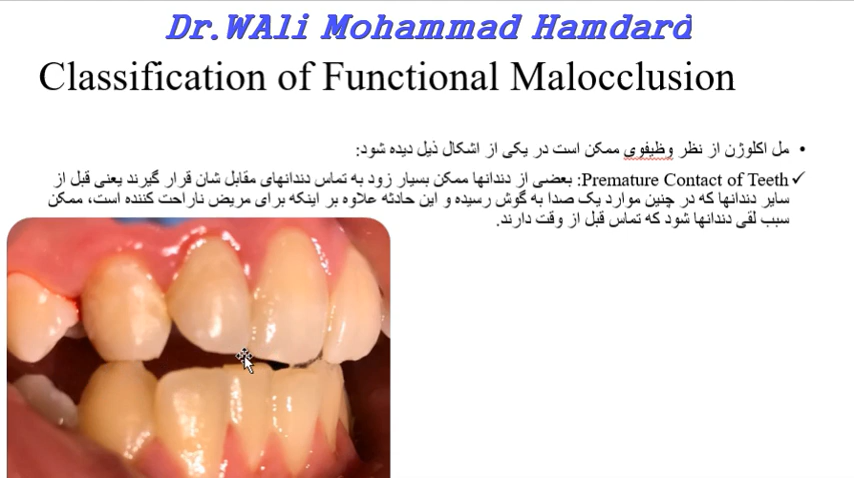 Dr.WAli Mohammad Hamdard
Classification of Functional Malocclusion
• مل اکلوژن از نظر وظیفوی ممکن است در یکی از اشکال ذیل دیده شود:
✓ Premature Contact of Teeth: بعضی از دندانها ممکن بسیار زود به تماس دندانهای مقابل شان قرار گیرند یعنی قبل از
سایر دندانها که در چنین موارد یک صدا به گوش رسیده و این حادثه علاوه بر اینکه برای مریض ناراحت کننده است، ممکن
سبب لقی دندانها شود که تماس قبل از وقت دارند.